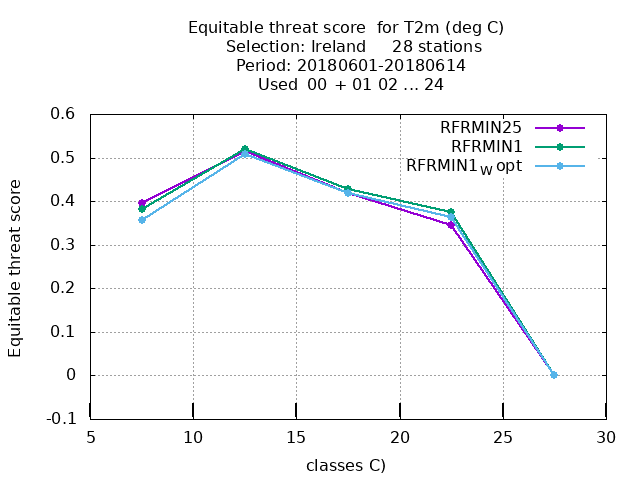 Equitable threat score  for T2m (deg C)
Selection: Ireland     28 stations
Period: 20180601-20180614
Used  00  + 01 02 ... 24
0.6
0.5
0.4
0.3
0.2
0.1
0
-0.1
Equitable threat score
RFRMIN25
RFRMIN1
RFRMIN1W opt
5 10 15 20 25 30
classes C)